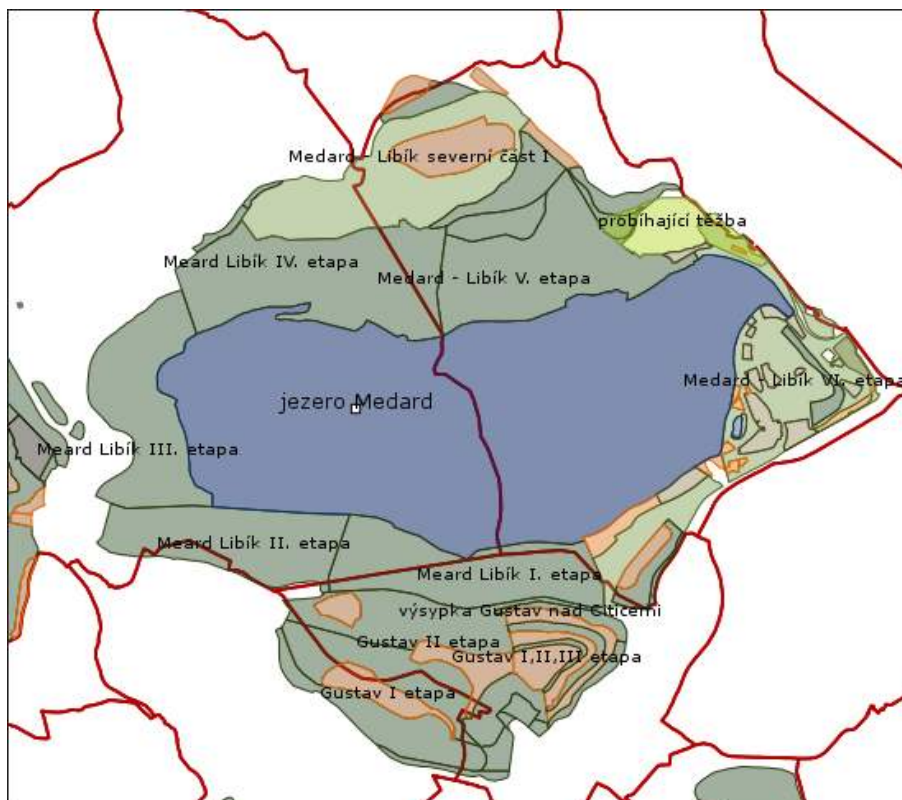 Medard - Libík severní část I
probíhající těžba
Meard Libík IV. etapa
Medard - Libík V. etapa
Medard - Libík VI. etapa
jezero Medard
Meard Libík III. etapa
Meard Libík II. etapa
Meard Libík I. etapa
výsypka Gustav nad Citicemi
Gustav II etapa
Gustav I,II,III etapa
Gustav I etapa